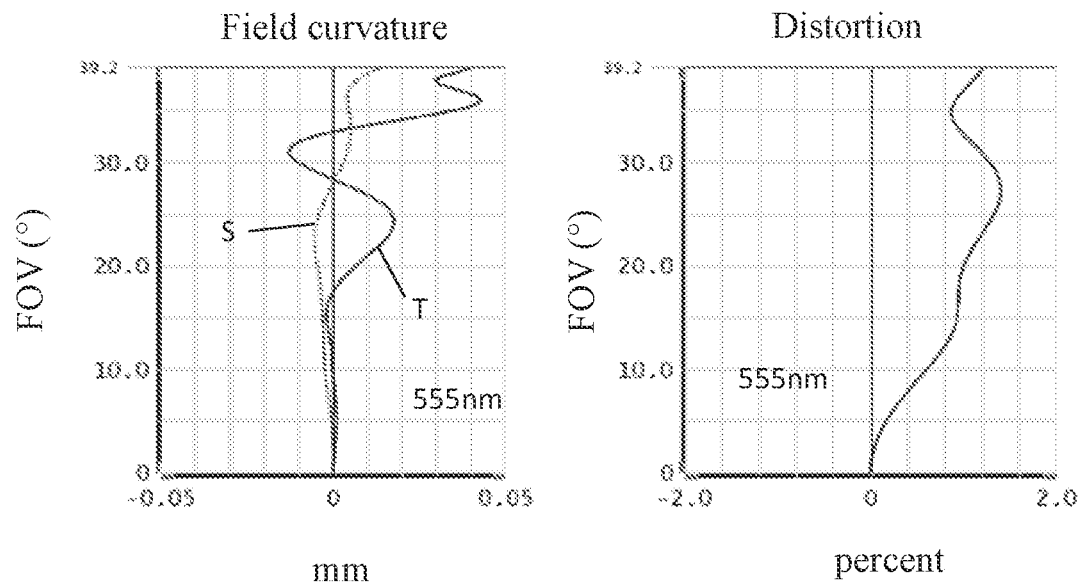 Field curvature
39.2
30.0
20.0
10.0
0
FOV (°)
S
T
555nm
-0.05
0
0.05
mm
Distortion
39.2
30.0
20.0
10.0
0
FOV (°)
555nm
-2.0
0
2.0
percent